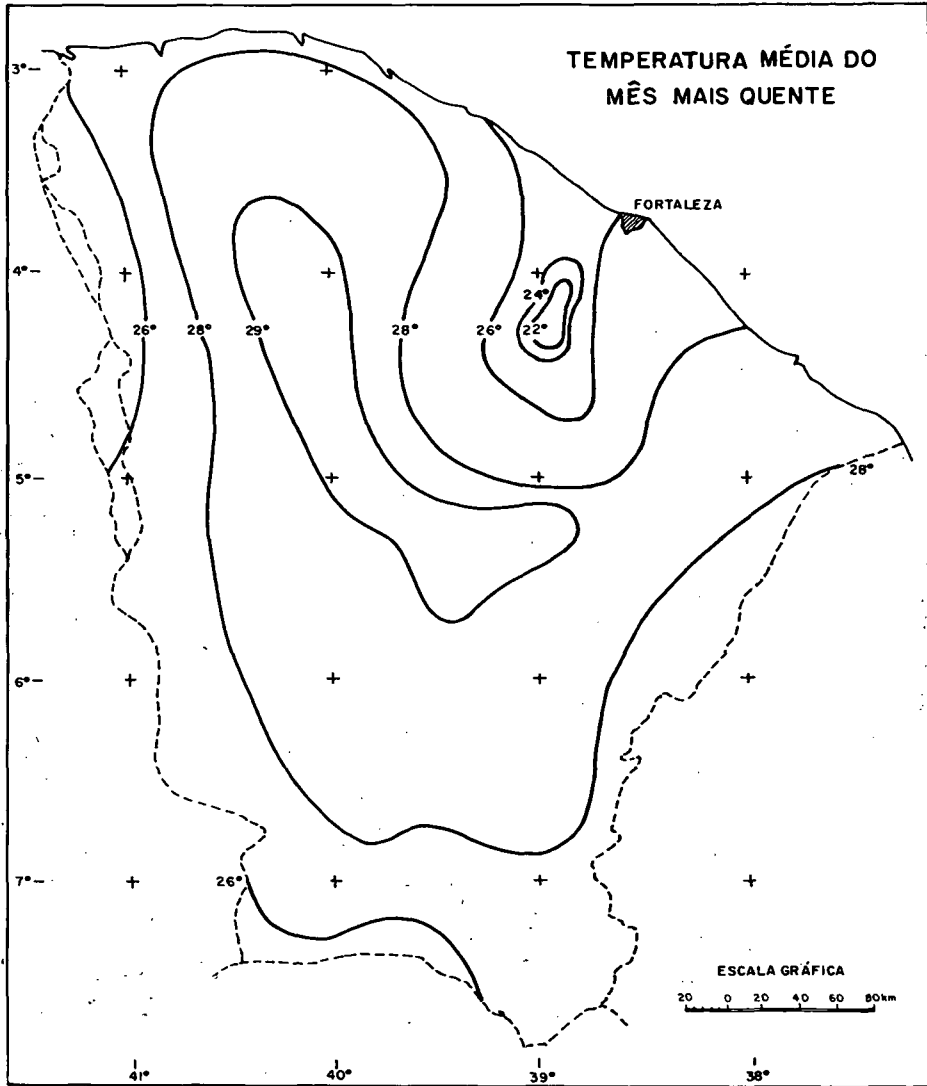 TEMPERATURA MÉDIA DO
MÊS MAIS QUENTE
3°
FORTALEZA
4°
24°
26° 28° 29° 28° 26° 22°
5°
28°
6°
7°
26°
ESCALA GRÁFICA
20 0 20 40 60 80km
41° 40° 39° 38°